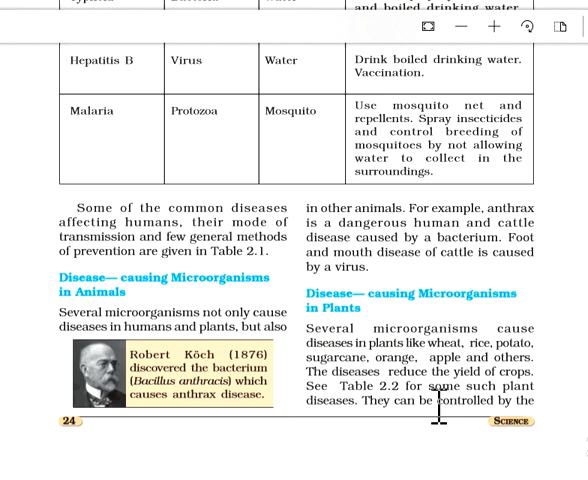 and boiled drinking water.
Hepatitis B Virus Water Drink boiled drinking water.
Vaccination.
Malaria Protozoa Mosquito Use mosquito net and
repellents. Spray insecticides
and control breeding of
mosquitoes by not allowing
water to collect in the
surroundings.
Some of the common diseases
affecting humans, their mode of
transmission and few general methods
of prevention are given in Table 2.1.
Disease— causing Microorganisms
in Animals
Several microorganisms not only cause
diseases in humans and plants, but also
Robert Köch (1876)
discovered the bacterium
(Bacillus anthracis) which
causes anthrax disease.
in other animals. For example, anthrax
is a dangerous human and cattle
disease caused by a bacterium. Foot
and mouth disease of cattle is caused
by a virus.
Disease— causing Microorganisms
in Plants
Several microorganisms cause
diseases in plants like wheat, rice, potato,
sugarcane, orange, apple and others.
The diseases reduce the yield of crops.
See Table 2.2 for some such plant
diseases. They can be controlled by the
24 SCIENCE